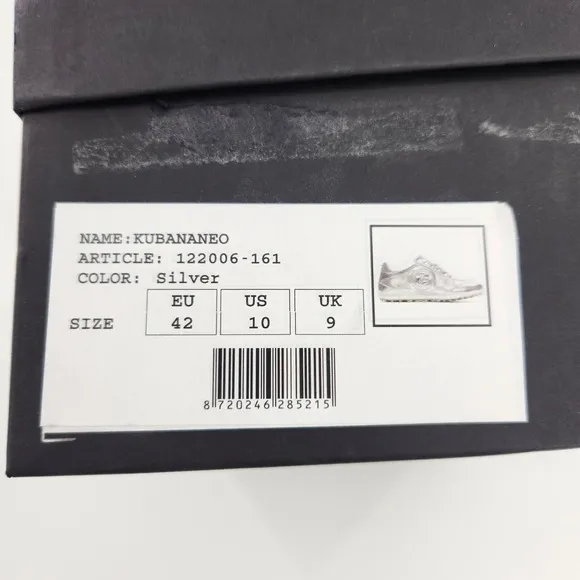 NAME:KUBANANEO
ARTICLE: 122006-161
COLOR: Silver
EU US UK
SIZE 42 10 9
8 720246 285215